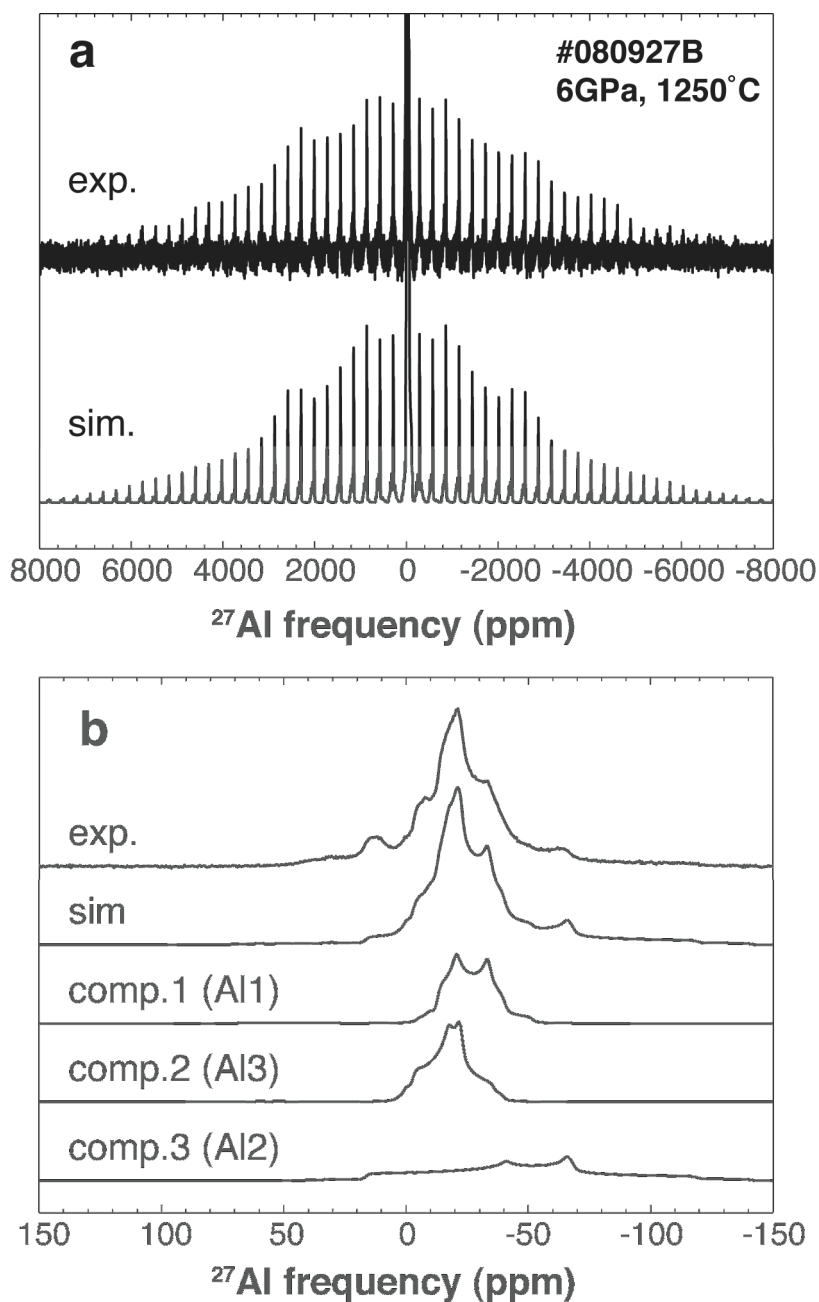 a
#080927B
6GPa, 1250°C
exp.
sim.
8000 6000 4000 2000 0 -2000 -4000 -6000 -8000
²⁷Al frequency (ppm)
b
exp.
sim
comp.1 (Al1)
comp.2 (Al3)
comp.3 (Al2)
150 100 50 0 -50 -100 -150
²⁷Al frequency (ppm)